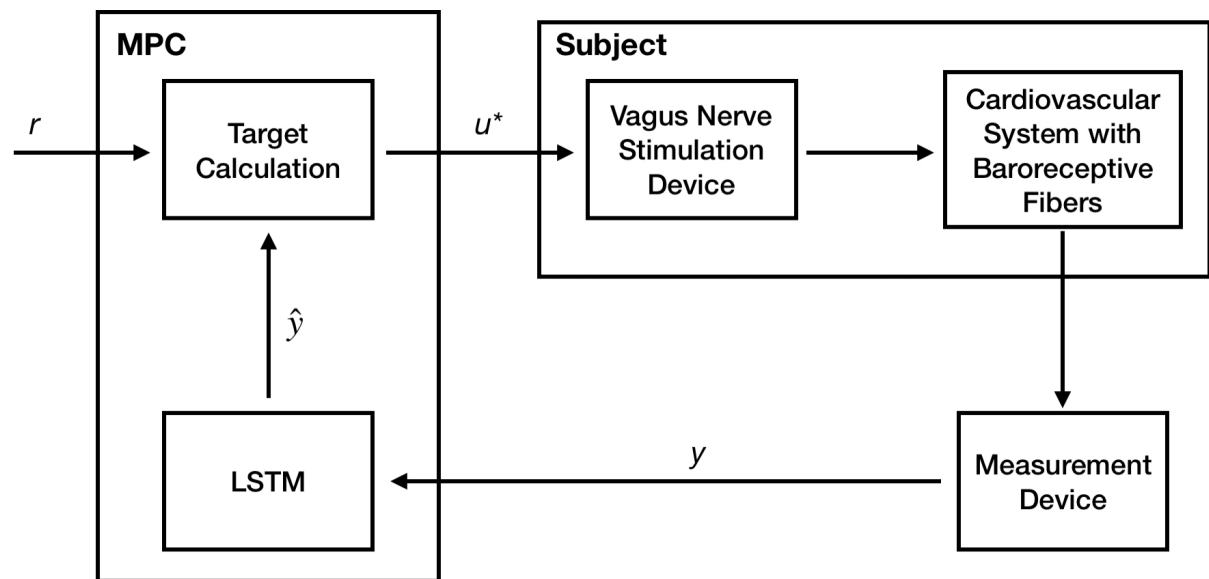 MPC
Subject
r
Target
Calculation
u*
Vagus Nerve
Stimulation
Device
Cardiovascular
System with
Baroreceptive
Fibers
ŷ
LSTM
y
Measurement
Device